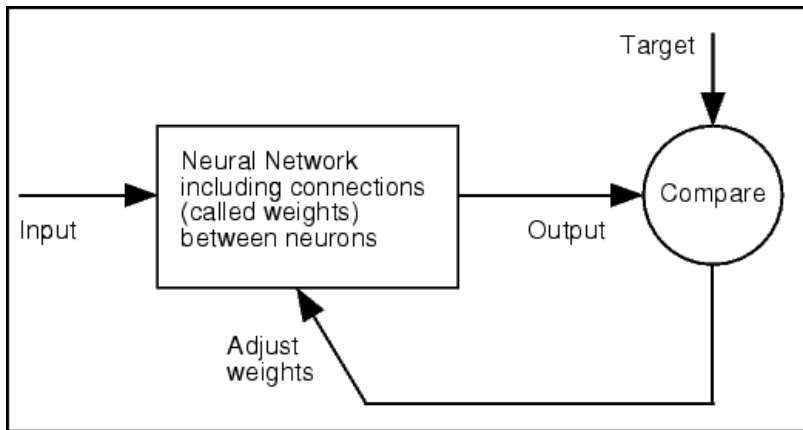 Target
Neural Network
including connections
(called weights)
between neurons
Compare
Input
Output
Adjust
weights